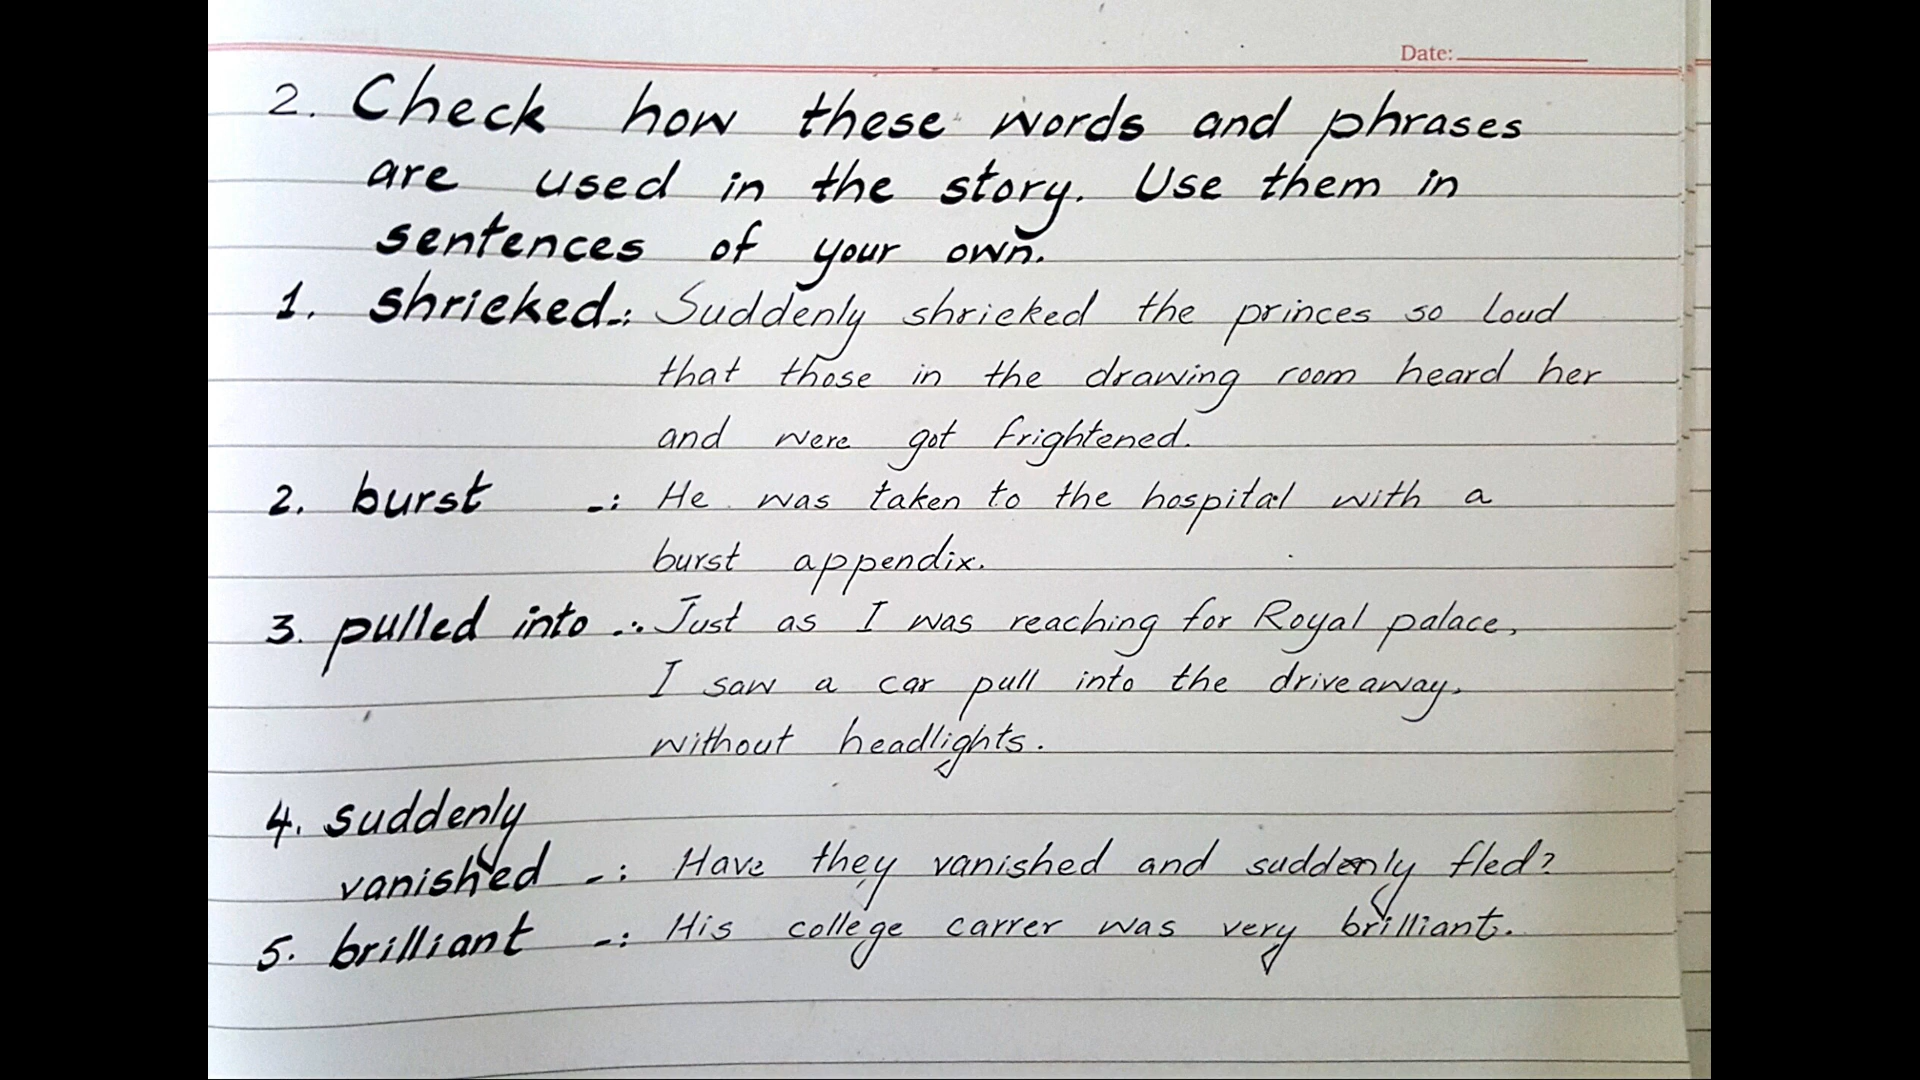 Date:
2. Check how these words and phrases
are used in the story. Use them in
sentences of your own.
1. shrieked -: Suddenly shrieked the princes so loud
that those in the drawing room heard her
and were got frightened.
2. burst -: He was taken to the hospital with a
burst appendix.
3. pulled into -: Just as I was reaching for Royal palace,
I saw a car pull into the driveaway,
without headlights.
4. suddenly
vanished -: Have they vanished and suddenly fled?
5. brilliant -: His college carrer was very brilliant.